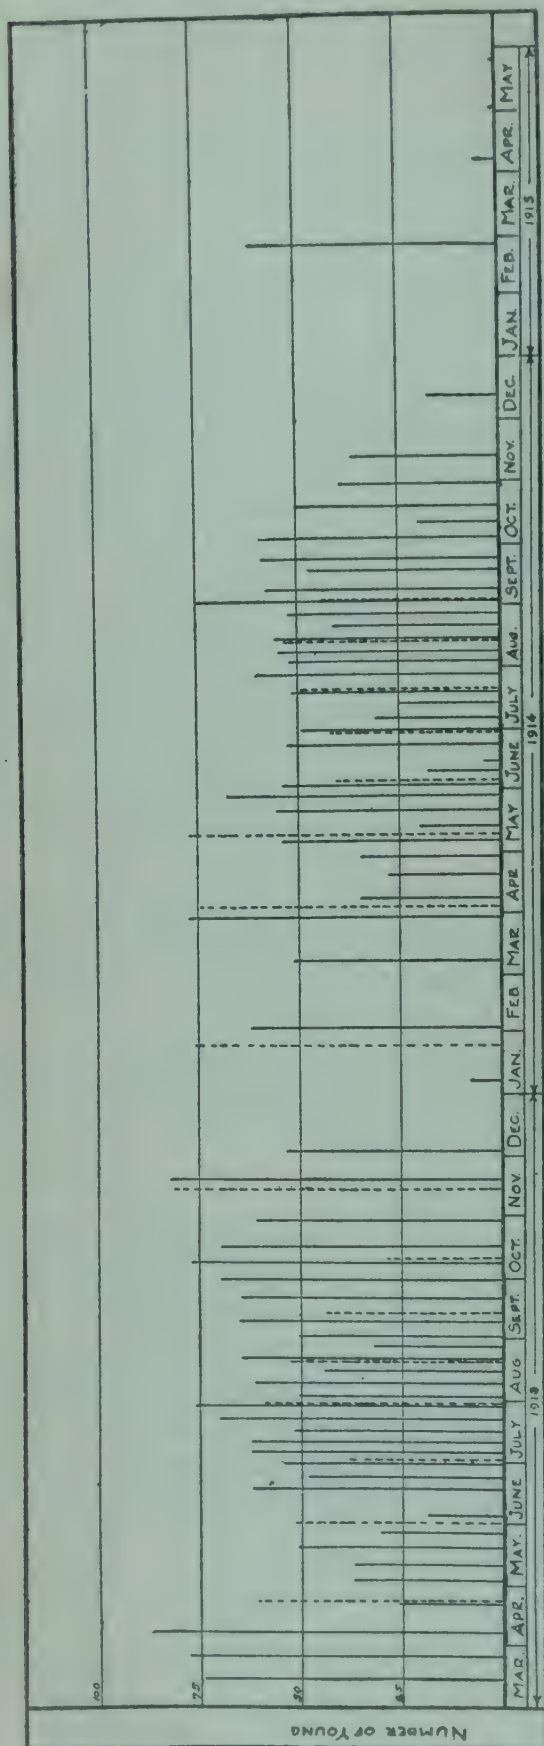 NUMBER OF YOUNG
100
75
50
25
MAR. APR. MAY. JUNE JULY AUG SEPT. OCT. NOV. DEC. JAN. FEB MAR APR MAY JUNE JULY AUG. SEPT. OCT. NOV. DEC. JAN. FEB. MAR. APR. MAY
1913 1914 1915